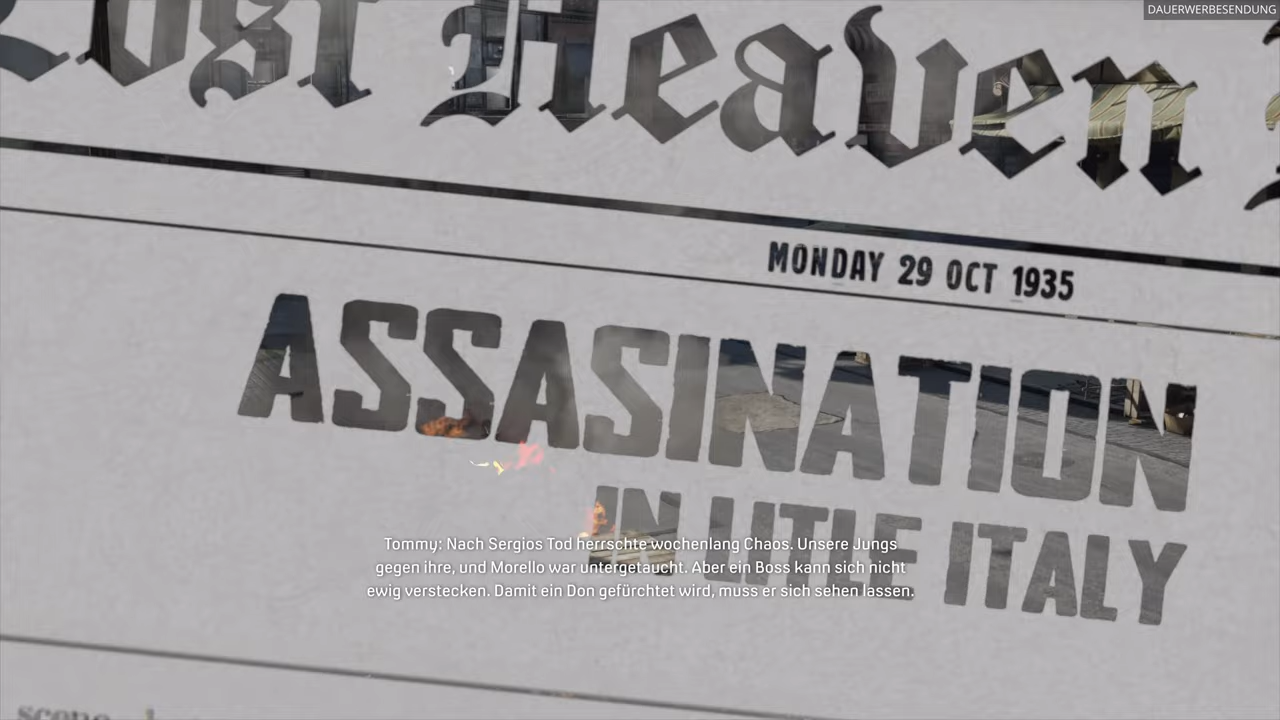 DAUERWERBESENDUNG
Lost Heaven
MONDAY 29 OCT 1935
ASSASINATION
IN LITLE ITALY
Tommy: Nach Sergios Tod herrschte wochenlang Chaos. Unsere Jungs
gegen ihre, und Morello war untergetaucht. Aber ein Boss kann sich nicht
ewig verstecken. Damit ein Don gefürchtet wird, muss er sich sehen lassen.